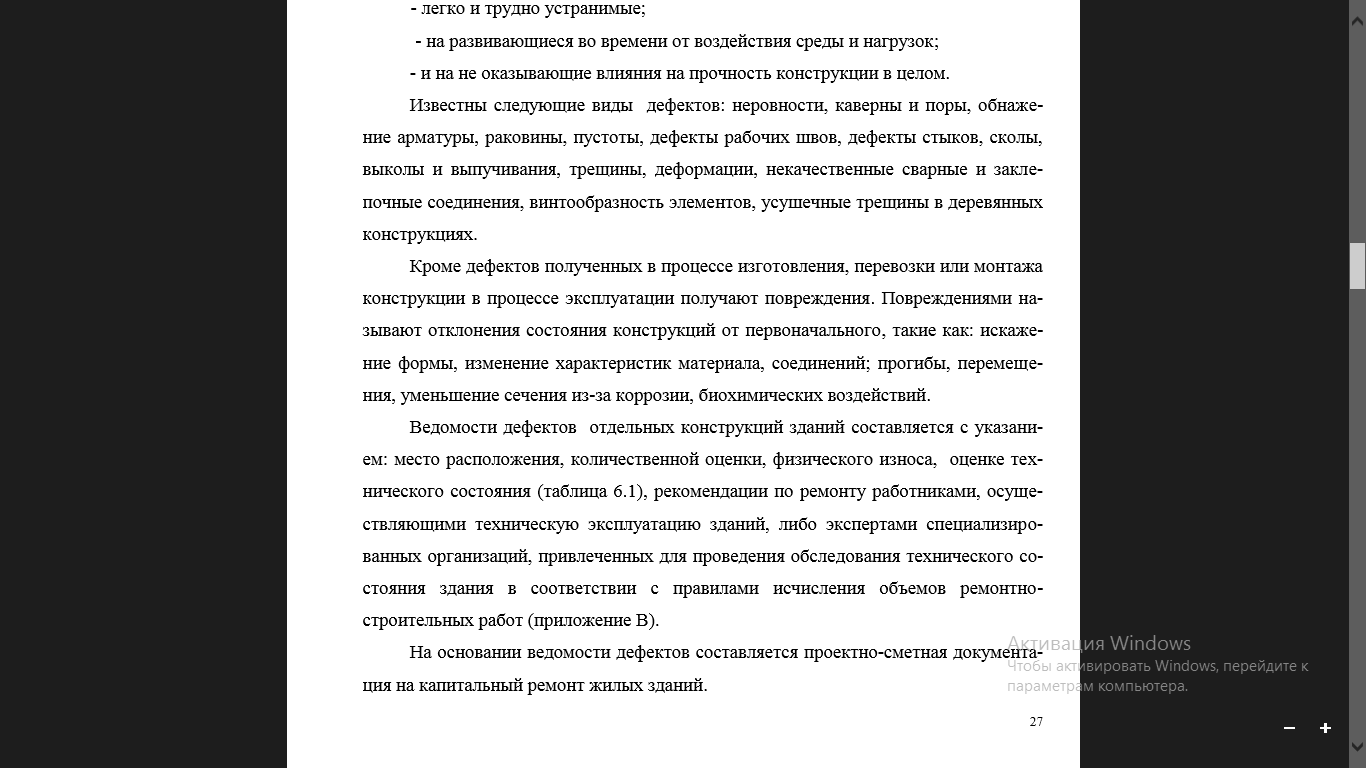 - легко и трудно устранимые;
- на развивающиеся во времени от воздействия среды и нагрузок;
- и на не оказывающие влияния на прочность конструкции в целом.
Известны следующие виды  дефектов: неровности, каверны и поры, обнаже-
ние арматуры, раковины, пустоты, дефекты рабочих швов, дефекты стыков, сколы,
выколы и выпучивания, трещины, деформации, некачественные сварные и закле-
почные соединения, винтообразность элементов, усушечные трещины в деревянных
конструкциях.
Кроме дефектов полученных в процессе изготовления, перевозки или монтажа
конструкции в процессе эксплуатации получают повреждения. Повреждениями на-
зывают отклонения состояния конструкций от первоначального, такие как: искаже-
ние формы, изменение характеристик материала, соединений; прогибы, перемеще-
ния, уменьшение сечения из-за коррозии, биохимических воздействий.
Ведомости дефектов  отдельных конструкций зданий составляется с указани-
ем: место расположения, количественной оценки, физического износа,  оценке тех-
нического состояния (таблица 6.1), рекомендации по ремонту работниками, осуще-
ствляющими техническую эксплуатацию зданий, либо экспертами специализиро-
ванных организаций, привлеченных для проведения обследования технического со-
стояния здания в соответствии с правилами исчисления объемов ремонтно-
строительных работ (приложение В).
На основании ведомости дефектов составляется проектно-сметная документа-
ция на капитальный ремонт жилых зданий.
27
Активация Windows
Чтобы активировать Windows, перейдите к
параметрам компьютера.